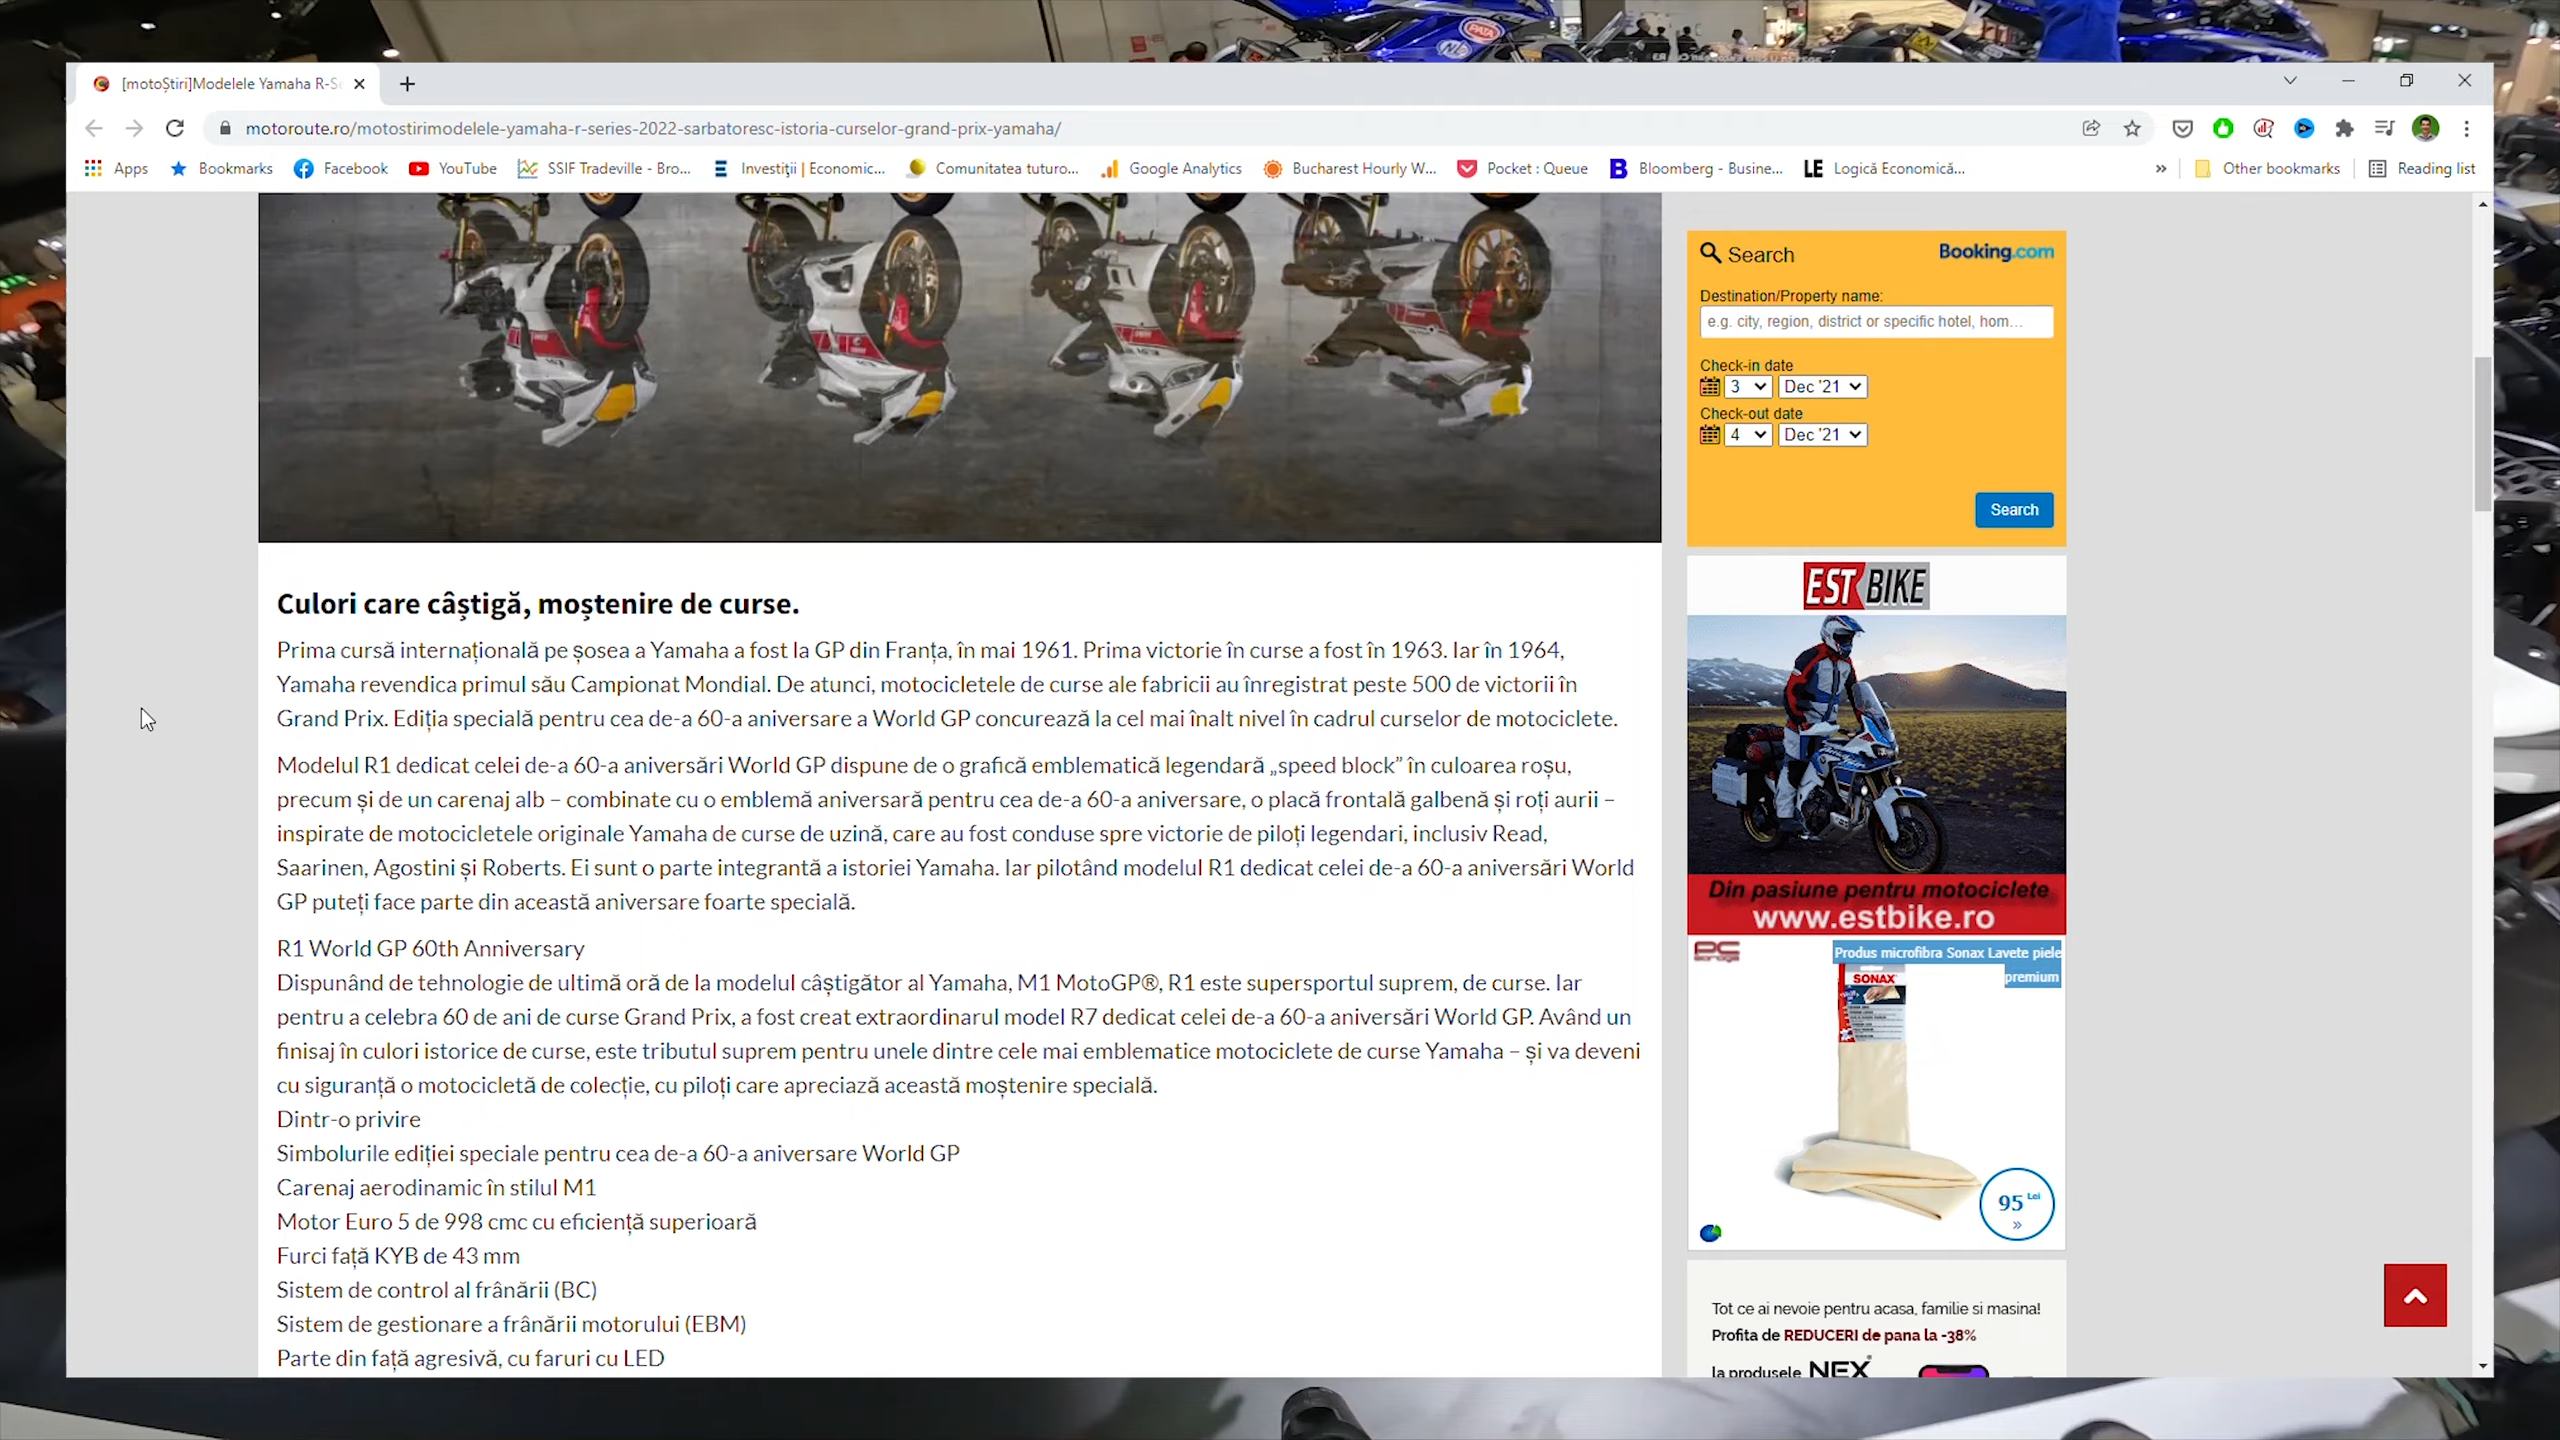 PATA
[motoȘtiri]Modelele Yamaha R-S
motoroute.ro/motostirimodelele-yamaha-r-series-2022-sarbatoresc-istoria-curselor-grand-prix-yamaha/
Apps Bookmarks Facebook YouTube SSIF Tradeville - Bro... Investiții | Economic... Comunitatea tuturo... Google Analytics Bucharest Hourly W... Pocket : Queue Bloomberg - Busine... LE Logică Economică... » Other bookmarks Reading list
Culori care câștigă, moștenire de curse.
Prima cursă internațională pe șosea a Yamaha a fost la GP din Franța, în mai 1961. Prima victorie în curse a fost în 1963. Iar în 1964,
Yamaha revendica primul său Campionat Mondial. De atunci, motocicletele de curse ale fabricii au înregistrat peste 500 de victorii în
Grand Prix. Ediția specială pentru cea de-a 60-a aniversare a World GP concurează la cel mai înalt nivel în cadrul curselor de motociclete.
Modelul R1 dedicat celei de-a 60-a aniversări World GP dispune de o grafică emblematică legendară „speed block” în culoarea roșu,
precum și de un carenaj alb – combinate cu o emblemă aniversară pentru cea de-a 60-a aniversare, o placă frontală galbenă și roți aurii –
inspirate de motocicletele originale Yamaha de curse de uzină, care au fost conduse spre victorie de piloți legendari, inclusiv Read,
Saarinen, Agostini și Roberts. Ei sunt o parte integrantă a istoriei Yamaha. Iar pilotând modelul R1 dedicat celei de-a 60-a aniversări World
GP puteți face parte din această aniversare foarte specială.
R1 World GP 60th Anniversary
Dispunând de tehnologie de ultimă oră de la modelul câștigător al Yamaha, M1 MotoGP®, R1 este supersportul suprem, de curse. Iar
pentru a celebra 60 de ani de curse Grand Prix, a fost creat extraordinarul model R7 dedicat celei de-a 60-a aniversări World GP. Având un
finisaj în culori istorice de curse, este tributul suprem pentru unele dintre cele mai emblematice motociclete de curse Yamaha – și va deveni
cu siguranță o motocicletă de colecție, cu piloți care apreciază această moștenire specială.
Dintr-o privire
Simbolurile ediției speciale pentru cea de-a 60-a aniversare World GP
Carenaj aerodinamic în stilul M1
Motor Euro 5 de 998 cmc cu eficiență superioară
Furci față KYB de 43 mm
Sistem de control al frânării (BC)
Sistem de gestionare a frânării motorului (EBM)
Parte din față agresivă, cu faruri cu LED
Search Booking.com
Destination/Property name:
e.g. city, region, district or specific hotel, hom...
Check-in date
3 Dec '21
Check-out date
4 Dec '21
Search
EST BIKE
Din pasiune pentru motociclete
www.estbike.ro
PC garage
Produs microfibra Sonax Lavete piele
premium
SONAX
95 Lei
»
Tot ce ai nevoie pentru acasa, familie si masina!
Profita de REDUCERI de pana la -38%
la produsele NEX